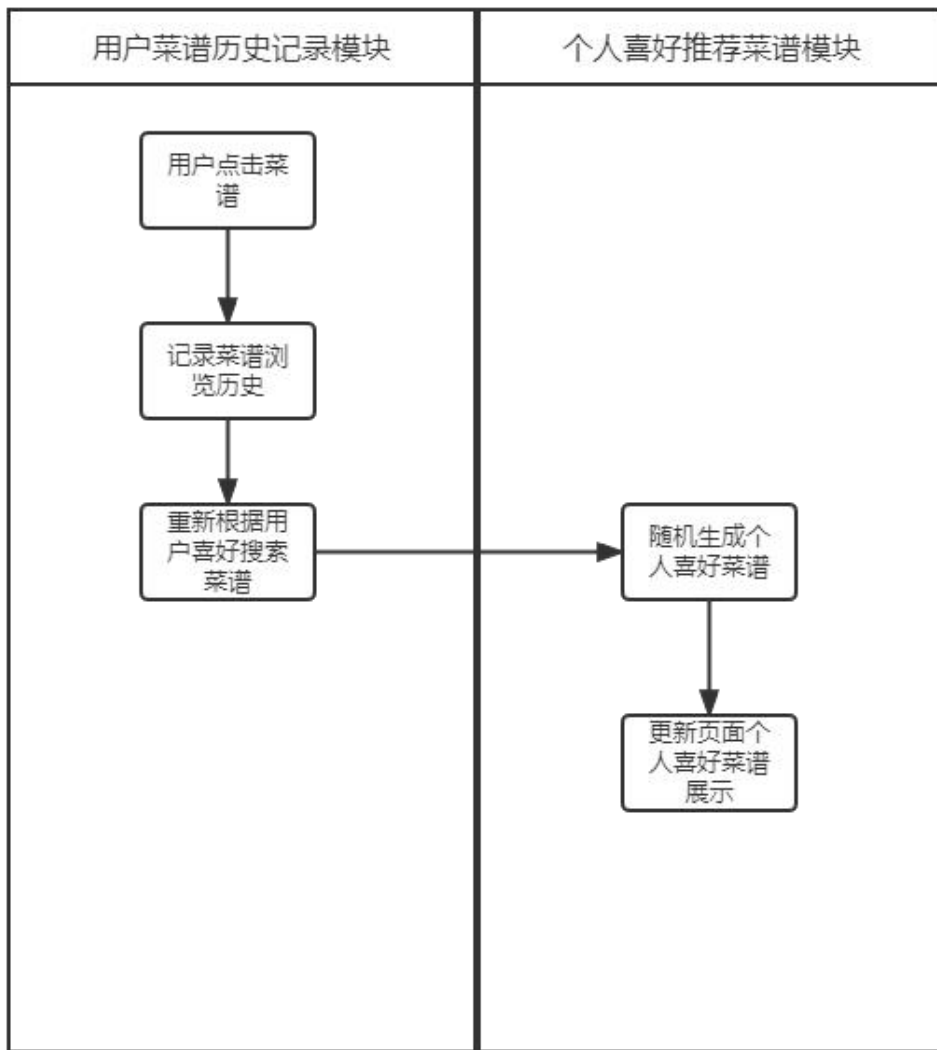 用户菜谱历史记录模块
个人喜好推荐菜谱模块
用户点击菜
谱
记录菜谱浏
览历史
重新根据用
户喜好搜索
菜谱
随机生成个
人喜好菜谱
更新页面个
人喜好菜谱
展示